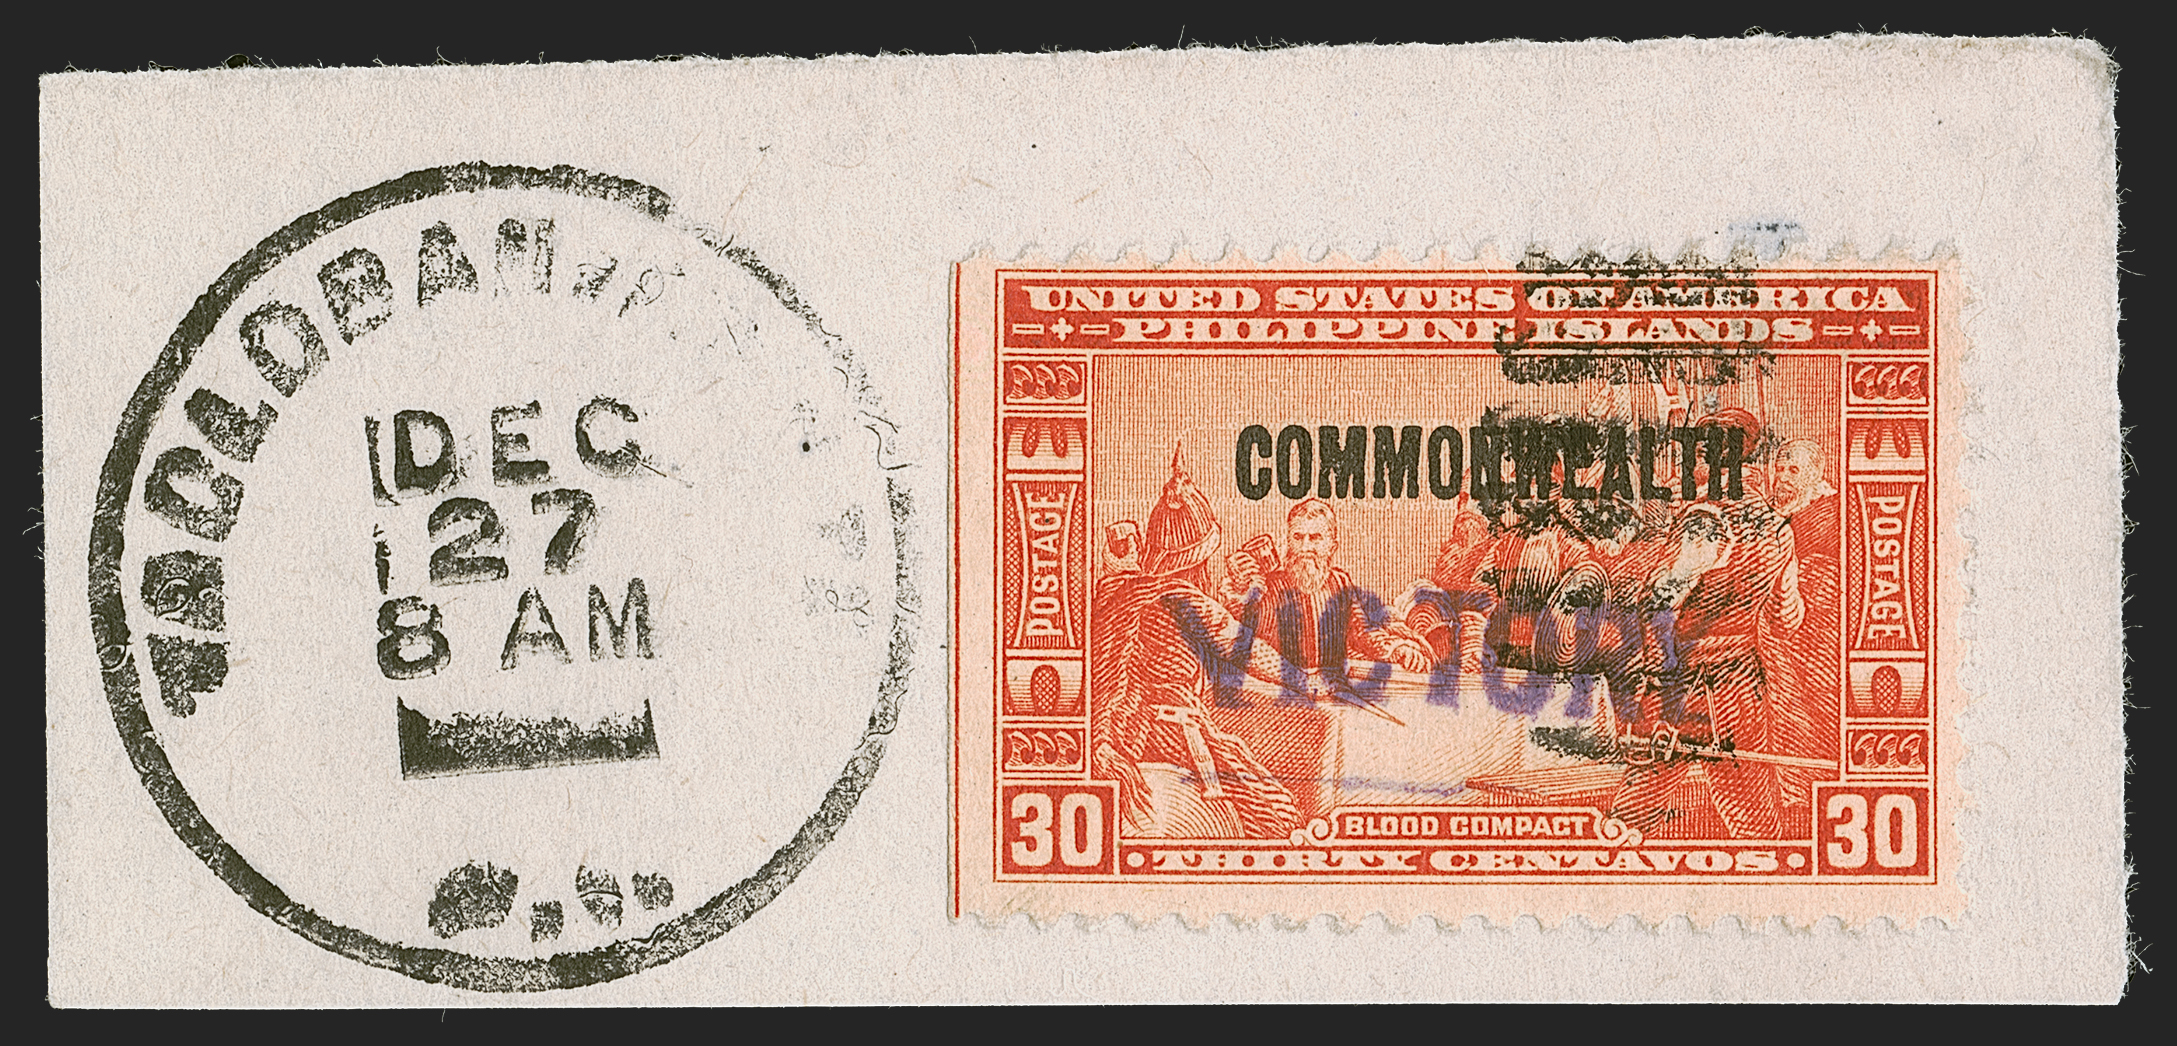 TACLOBAN
DEC
27
8 AM
UNITED STATES OF AMERICA
PHILIPPINE ISLANDS
COMMONWEALTH
POSTAGE
POSTAGE
VICTORY
BLOOD COMPACT
30 THIRTY CENTAVOS 30